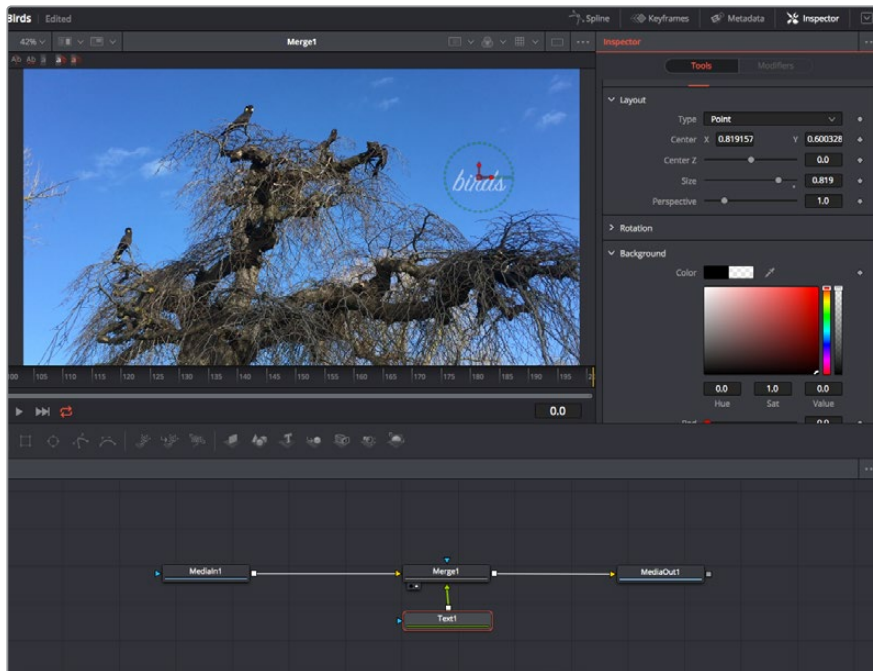 Birds Edited Spline Keyframes Metadata Inspector
42% Merge1 Inspector
Tools Modifiers
Layout
Type Point
Center X 0.819157 Y 0.600328
Center Z 0.0
Size 0.819
Perspective 1.0
Rotation
Background
Color
birds
105 110 115 120 125 130 135 140 145 150 155 160 165 170 175 180 185 190 195
0.0
0.0 1.0 0.0
Hue Sat Value
MediaIn1 Merge1 MediaOut1
Text1